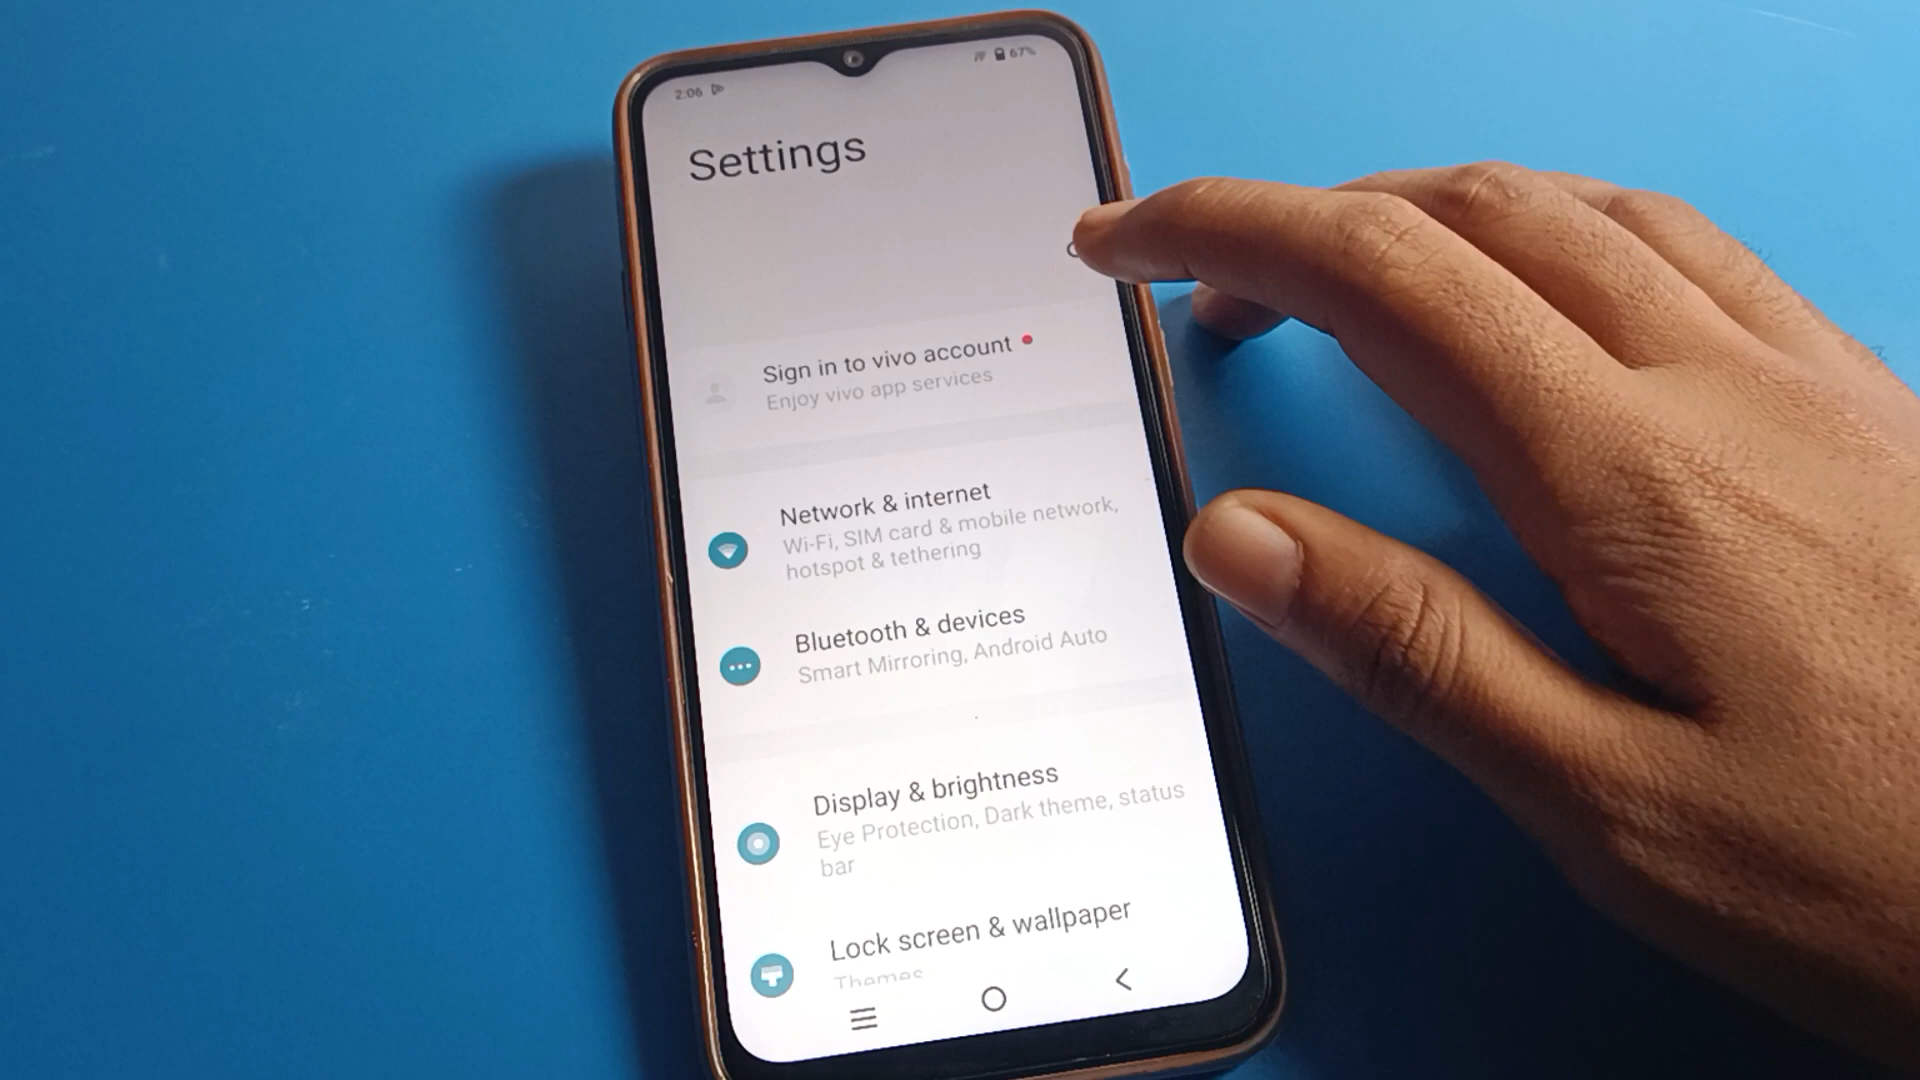 2:06
67%
Settings
Sign in to vivo account
Enjoy vivo app services
Network & internet
Wi-Fi, SIM card & mobile network,
hotspot & tethering
Bluetooth & devices
Smart Mirroring, Android Auto
Display & brightness
Eye Protection, Dark theme, status
bar
Lock screen & wallpaper
Themes